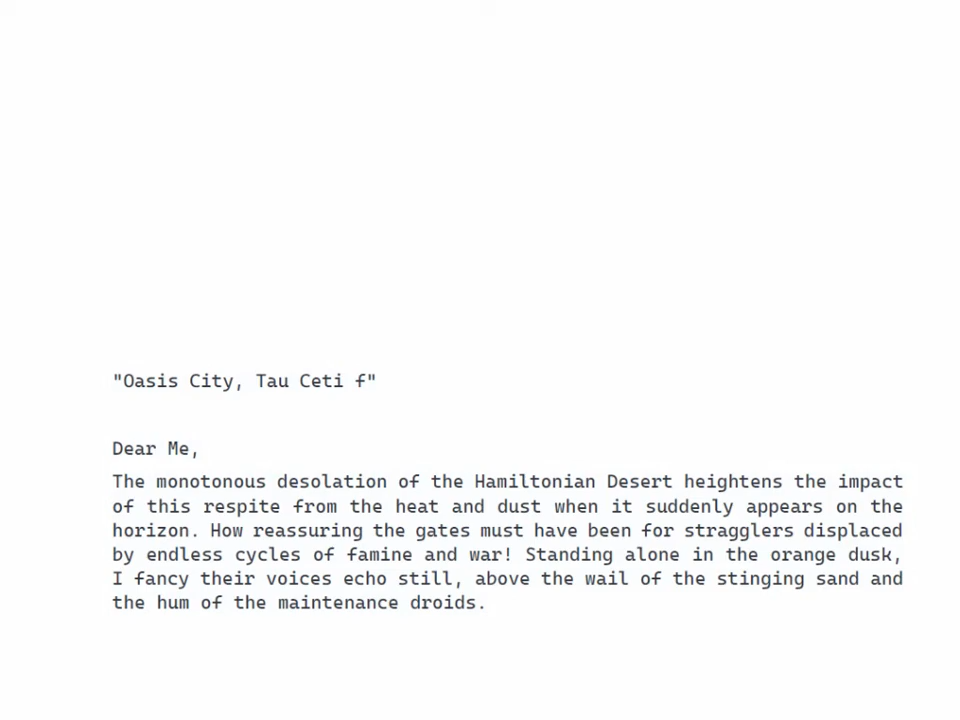 "Oasis City, Tau Ceti f"
Dear Me,
The monotonous desolation of the Hamiltonian Desert heightens the impact
of this respite from the heat and dust when it suddenly appears on the
horizon. How reassuring the gates must have been for stragglers displaced
by endless cycles of famine and war! Standing alone in the orange dusk,
I fancy their voices echo still, above the wail of the stinging sand and
the hum of the maintenance droids.